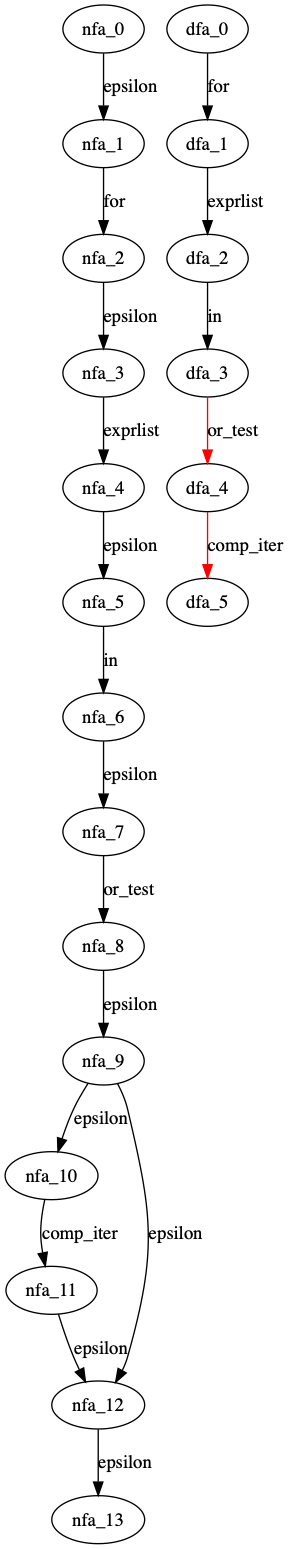 nfa_0 dfa_0
epsilon for
nfa_1 dfa_1
for exprlist
nfa_2 dfa_2
epsilon in
nfa_3 dfa_3
exprlist or_test
nfa_4 dfa_4
epsilon comp_iter
nfa_5 dfa_5
in
nfa_6
epsilon
nfa_7
or_test
nfa_8
epsilon
nfa_9
epsilon
nfa_10
comp_iter epsilon
nfa_11
epsilon
nfa_12
epsilon
nfa_13